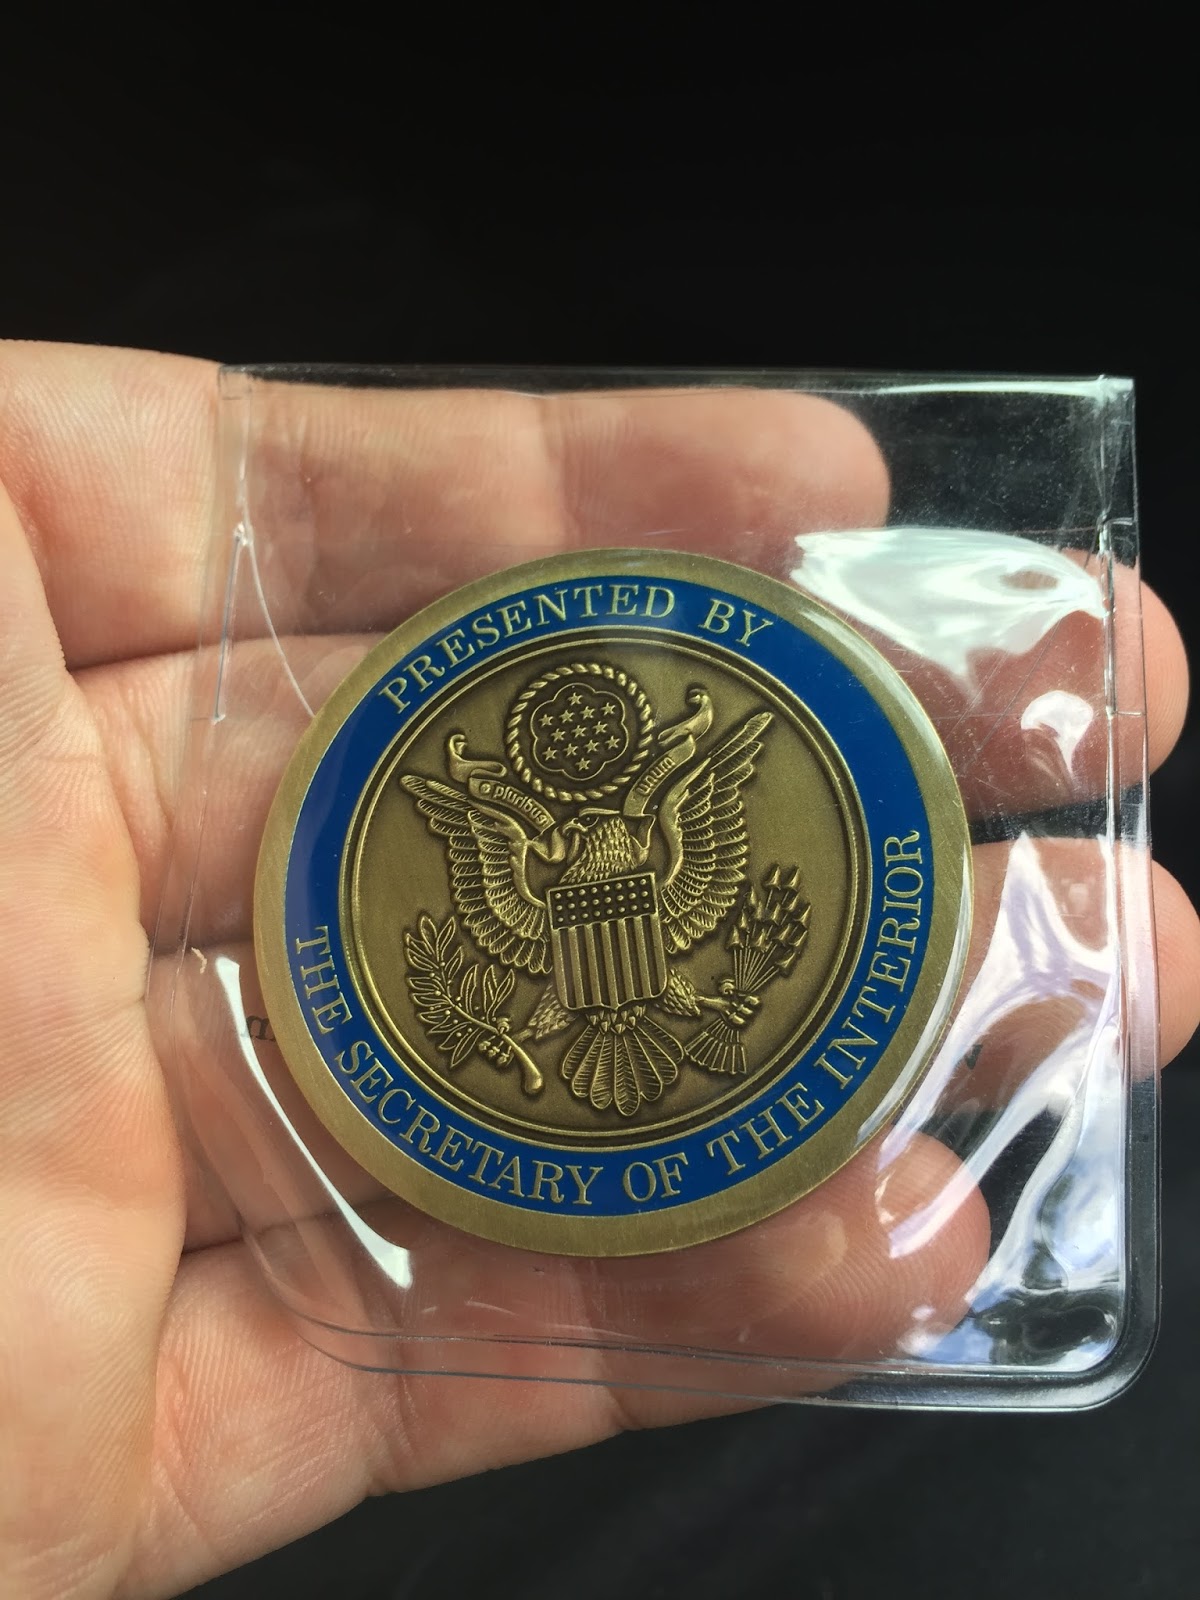 PRESENTED BY
THE SECRETARY OF THE INTERIOR
e pluribus
unum